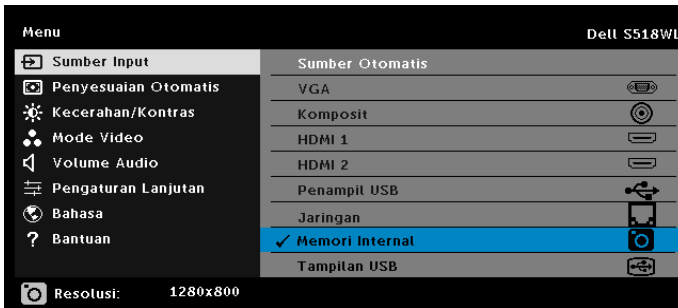 Menu
Dell S518WL
Sumber Input
Penyesuaian Otomatis
Kecerahan/Kontras
Mode Video
Volume Audio
Pengaturan Lanjutan
Bahasa
? Bantuan
Sumber Otomatis
VGA
Komposit
HDMI 1
HDMI 2
Penampil USB
Jaringan
✓ Memori Internal
Tampilan USB
Resolusi: 1280x800